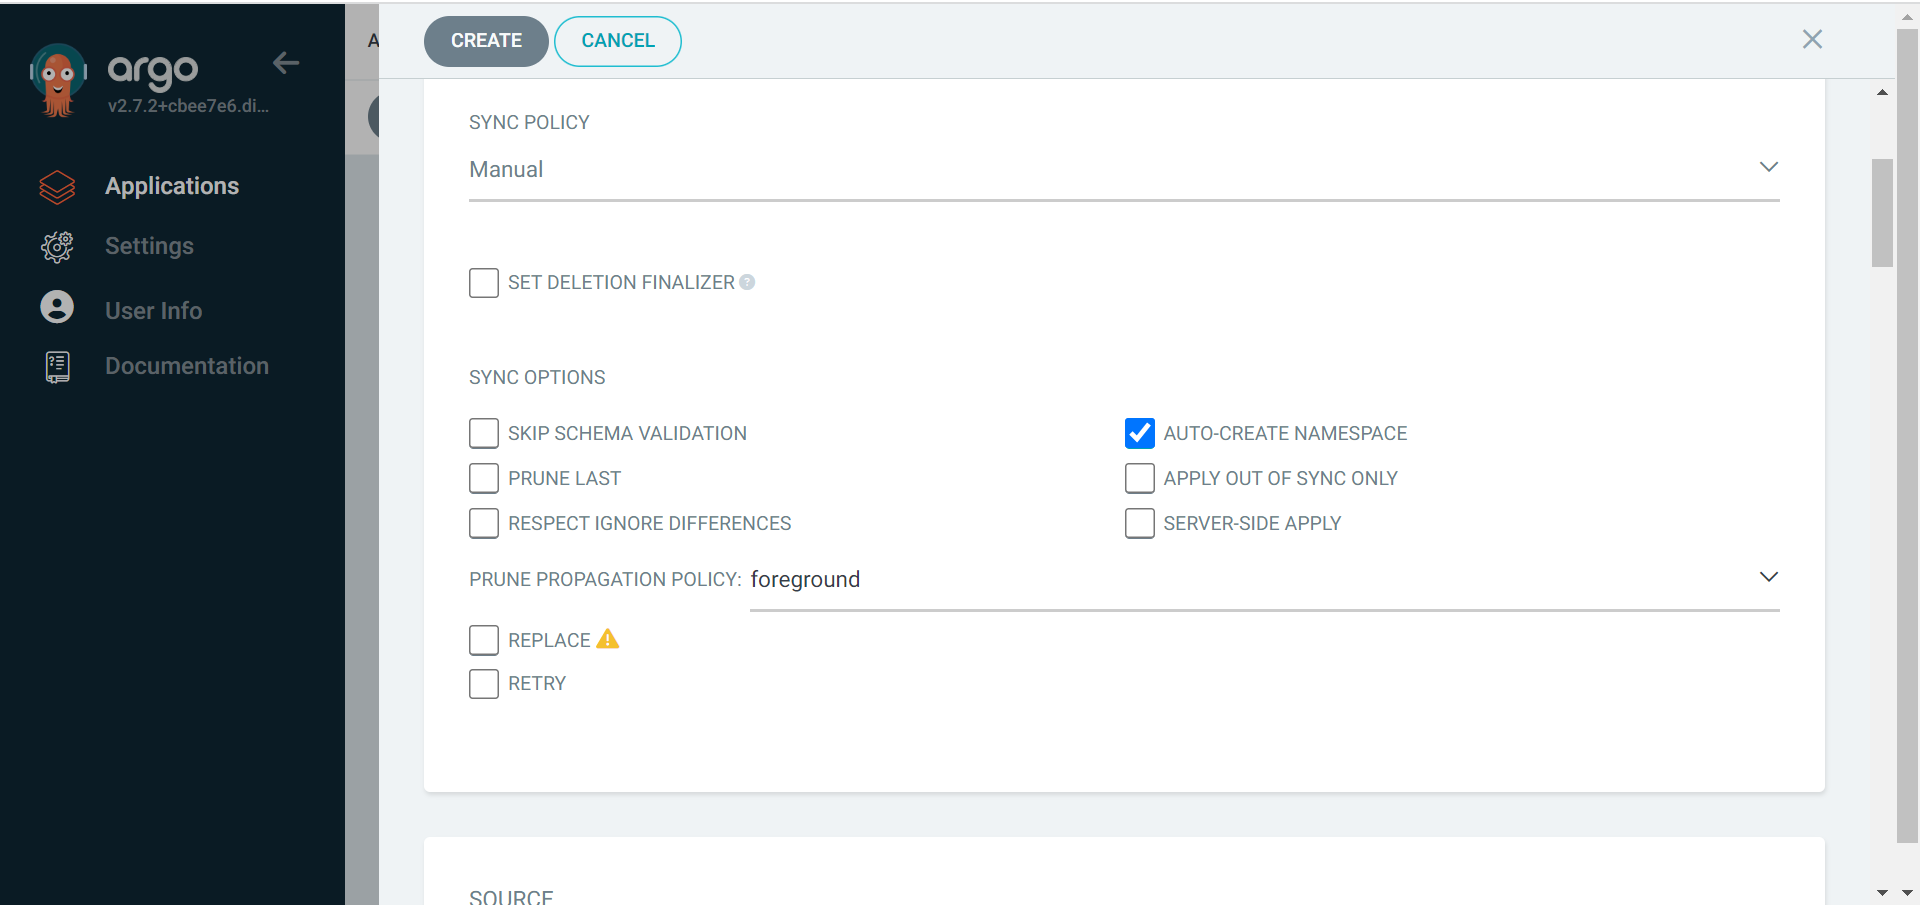 argo
v2.7.2+cbee7e6.di...
Applications
Settings
User Info
Documentation
A
CREATE
CANCEL
SYNC POLICY
Manual
SET DELETION FINALIZER
SYNC OPTIONS
SKIP SCHEMA VALIDATION
AUTO-CREATE NAMESPACE
PRUNE LAST
APPLY OUT OF SYNC ONLY
RESPECT IGNORE DIFFERENCES
SERVER-SIDE APPLY
PRUNE PROPAGATION POLICY: foreground
REPLACE
RETRY
SOURCE